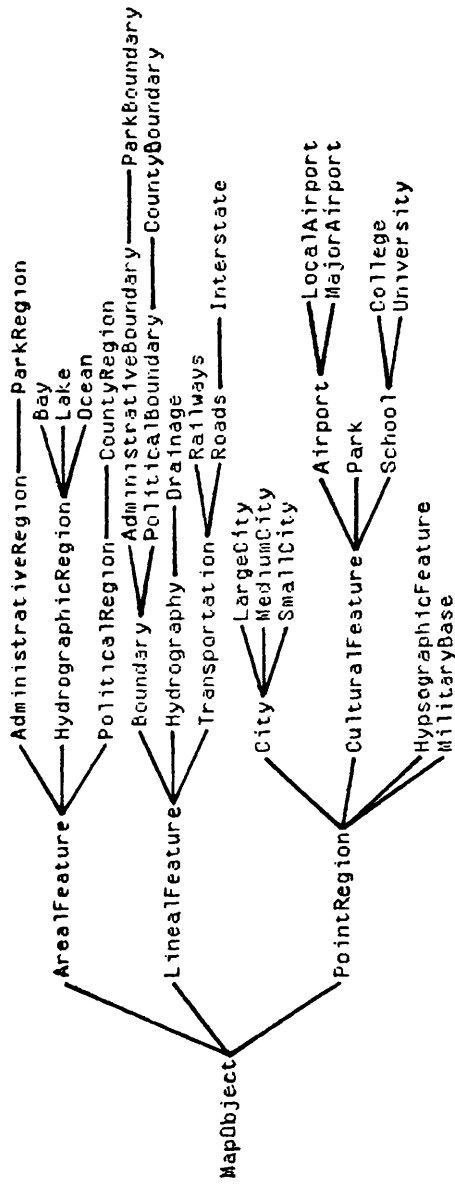 MapObject
ArealFeature
AdministrativeRegion
ParkRegion
HydrographicRegion
Bay
Lake
Ocean
PoliticalRegion
CountyRegion
LinealFeature
Boundary
AdministrativeBoundary
ParkBoundary
PoliticalBoundary
CountyBoundary
Hydrography
Drainage
Transportation
Railways
Roads
Interstate
PointRegion
City
LargeCity
MediumCity
SmallCity
CulturalFeature
Airport
LocalAirport
MajorAirport
Park
School
College
University
HypsographicFeature
MilitaryBase